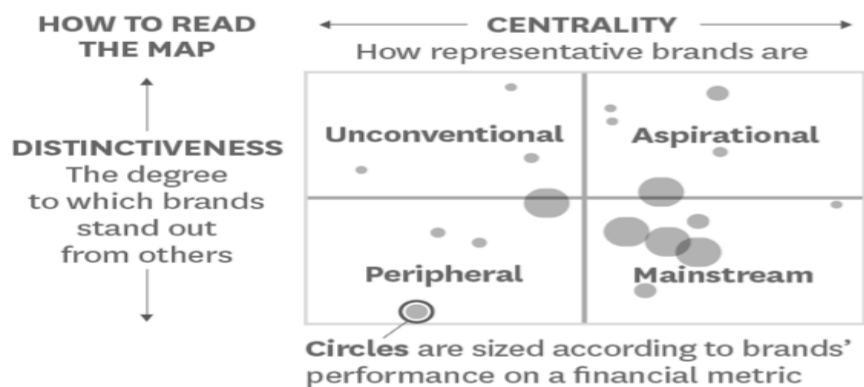 HOW TO READ
THE MAP
CENTRALITY
How representative brands are
DISTINCTIVENESS
The degree
to which brands
stand out
from others
Unconventional
Aspirational
Peripheral
Mainstream
Circles are sized according to brands’
performance on a financial metric